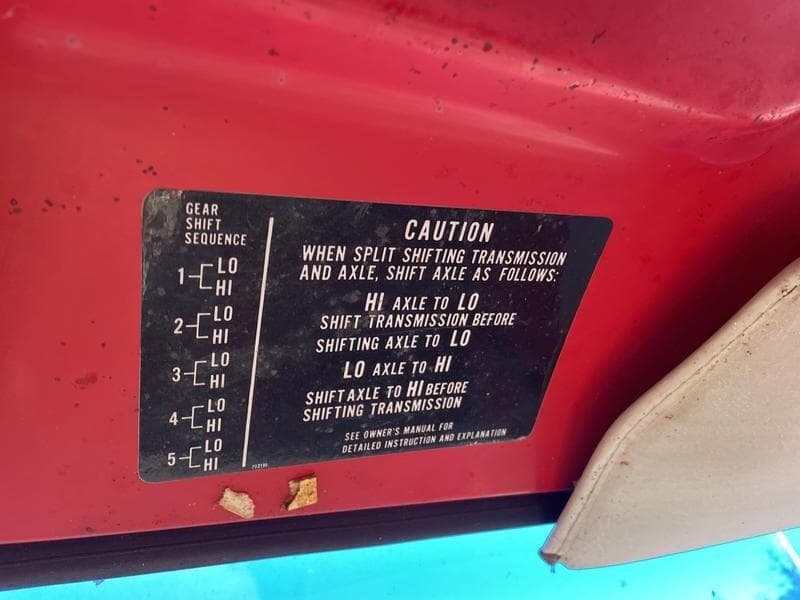 GEAR
SHIFT
SEQUENCE
1 LO
HI
2 LO
HI
3 LO
HI
4 LO
HI
5 LO
HI
CAUTION
WHEN SPLIT SHIFTING TRANSMISSION
AND AXLE, SHIFT AXLE AS FOLLOWS:
HI AXLE TO LO
SHIFT TRANSMISSION BEFORE
SHIFTING AXLE TO LO
LO AXLE TO HI
SHIFT AXLE TO HI BEFORE
SHIFTING TRANSMISSION
SEE OWNER'S MANUAL FOR
DETAILED INSTRUCTION AND EXPLANATION